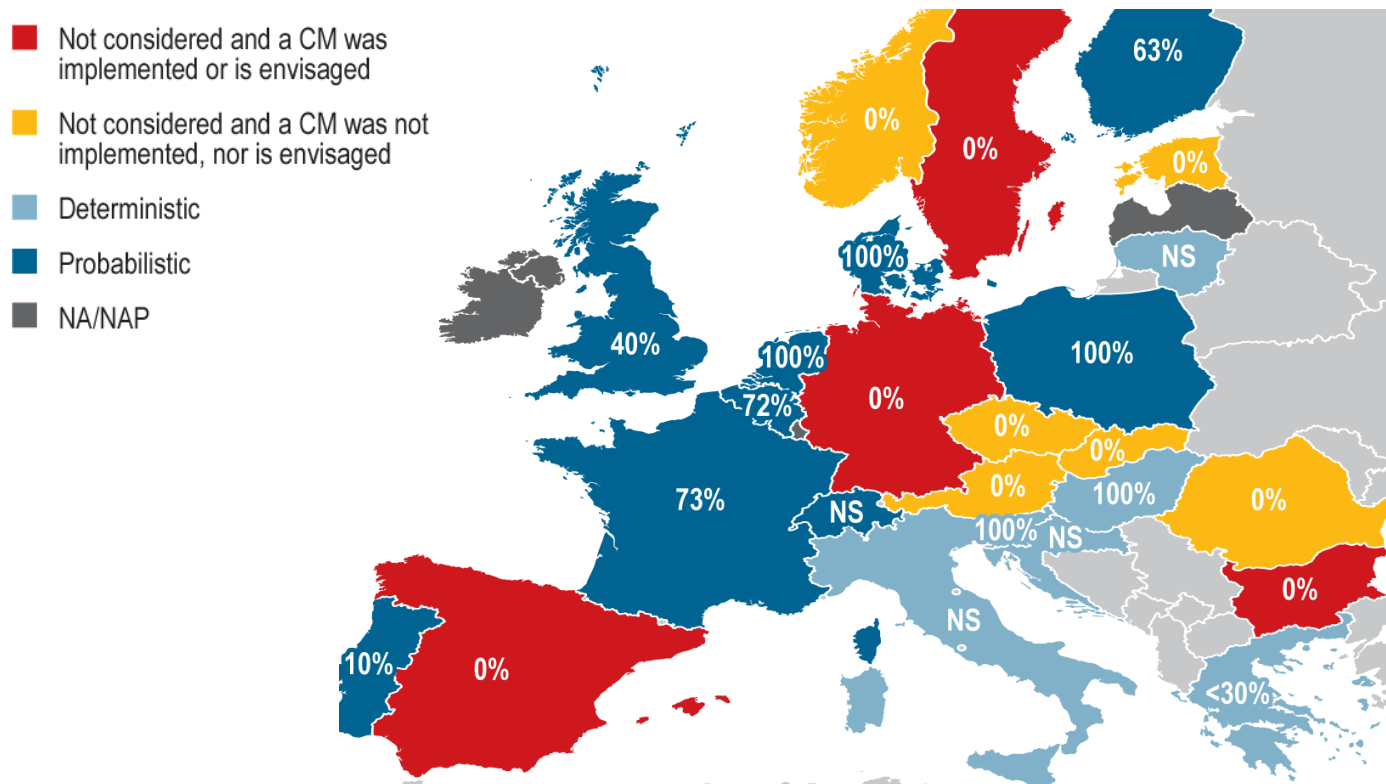 Not considered and a CM was
implemented or is envisaged
Not considered and a CM was not
implemented, nor is envisaged
Deterministic
Probabilistic
NA/NAP
63%
0%
0%
0%
NS
100%
40%
100%
100%
72%
0%
0%
0%
0%
100%
0%
73%
NS
100%
NS
0%
NS
10%
0%
<30%